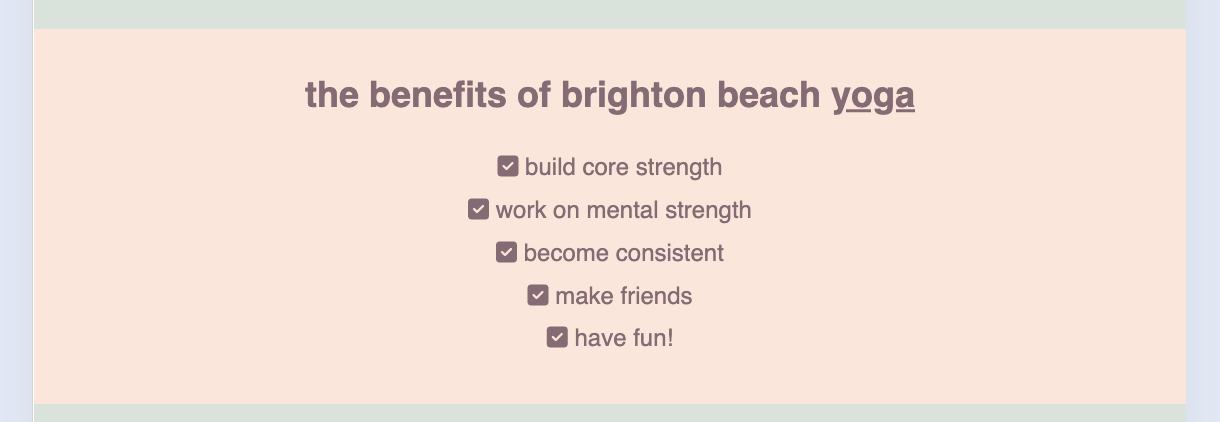 the benefits of brighton beach yoga
build core strength
work on mental strength
become consistent
make friends
have fun!